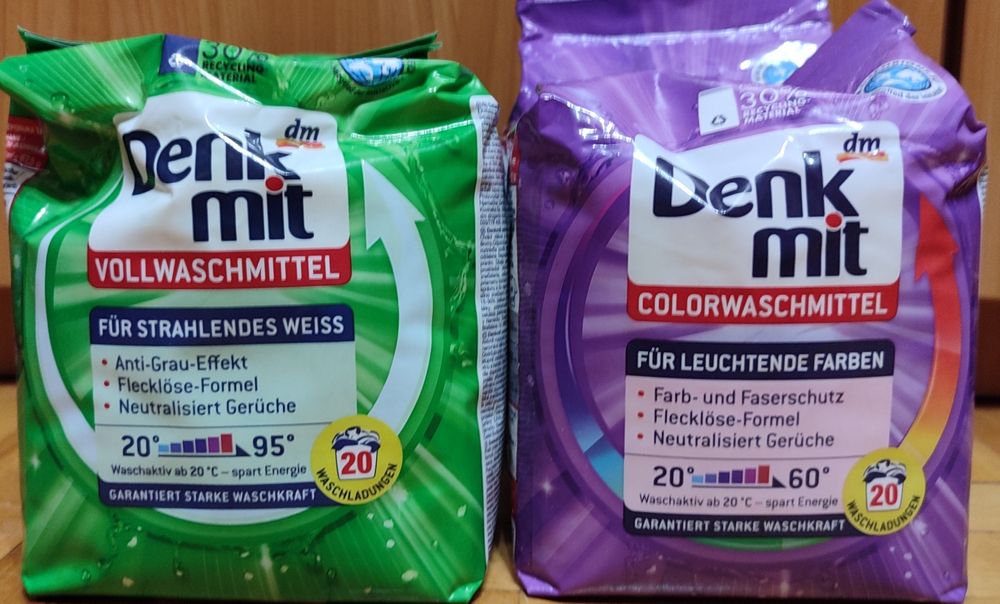 30%
RECYCLING-
MATERIAL
dm
Denk
mit
VOLLWASCHMITTEL
FÜR STRAHLENDES WEISS
• Anti-Grau-Effekt
• Flecklöse-Formel
• Neutralisiert Gerüche
20° 95°
Waschaktiv ab 20 °C – spart Energie
GARANTIERT STARKE WASCHKRAFT
20
WASCHLADUNGEN
30%
RECYCLING-
MATERIAL
dm
Denk
mit
COLORWASCHMITTEL
FÜR LEUCHTENDE FARBEN
• Farb- und Faserschutz
• Flecklöse-Formel
• Neutralisiert Gerüche
20° 60°
Waschaktiv ab 20 °C – spart Energie
GARANTIERT STARKE WASCHKRAFT
20
WASCHLADUNGEN